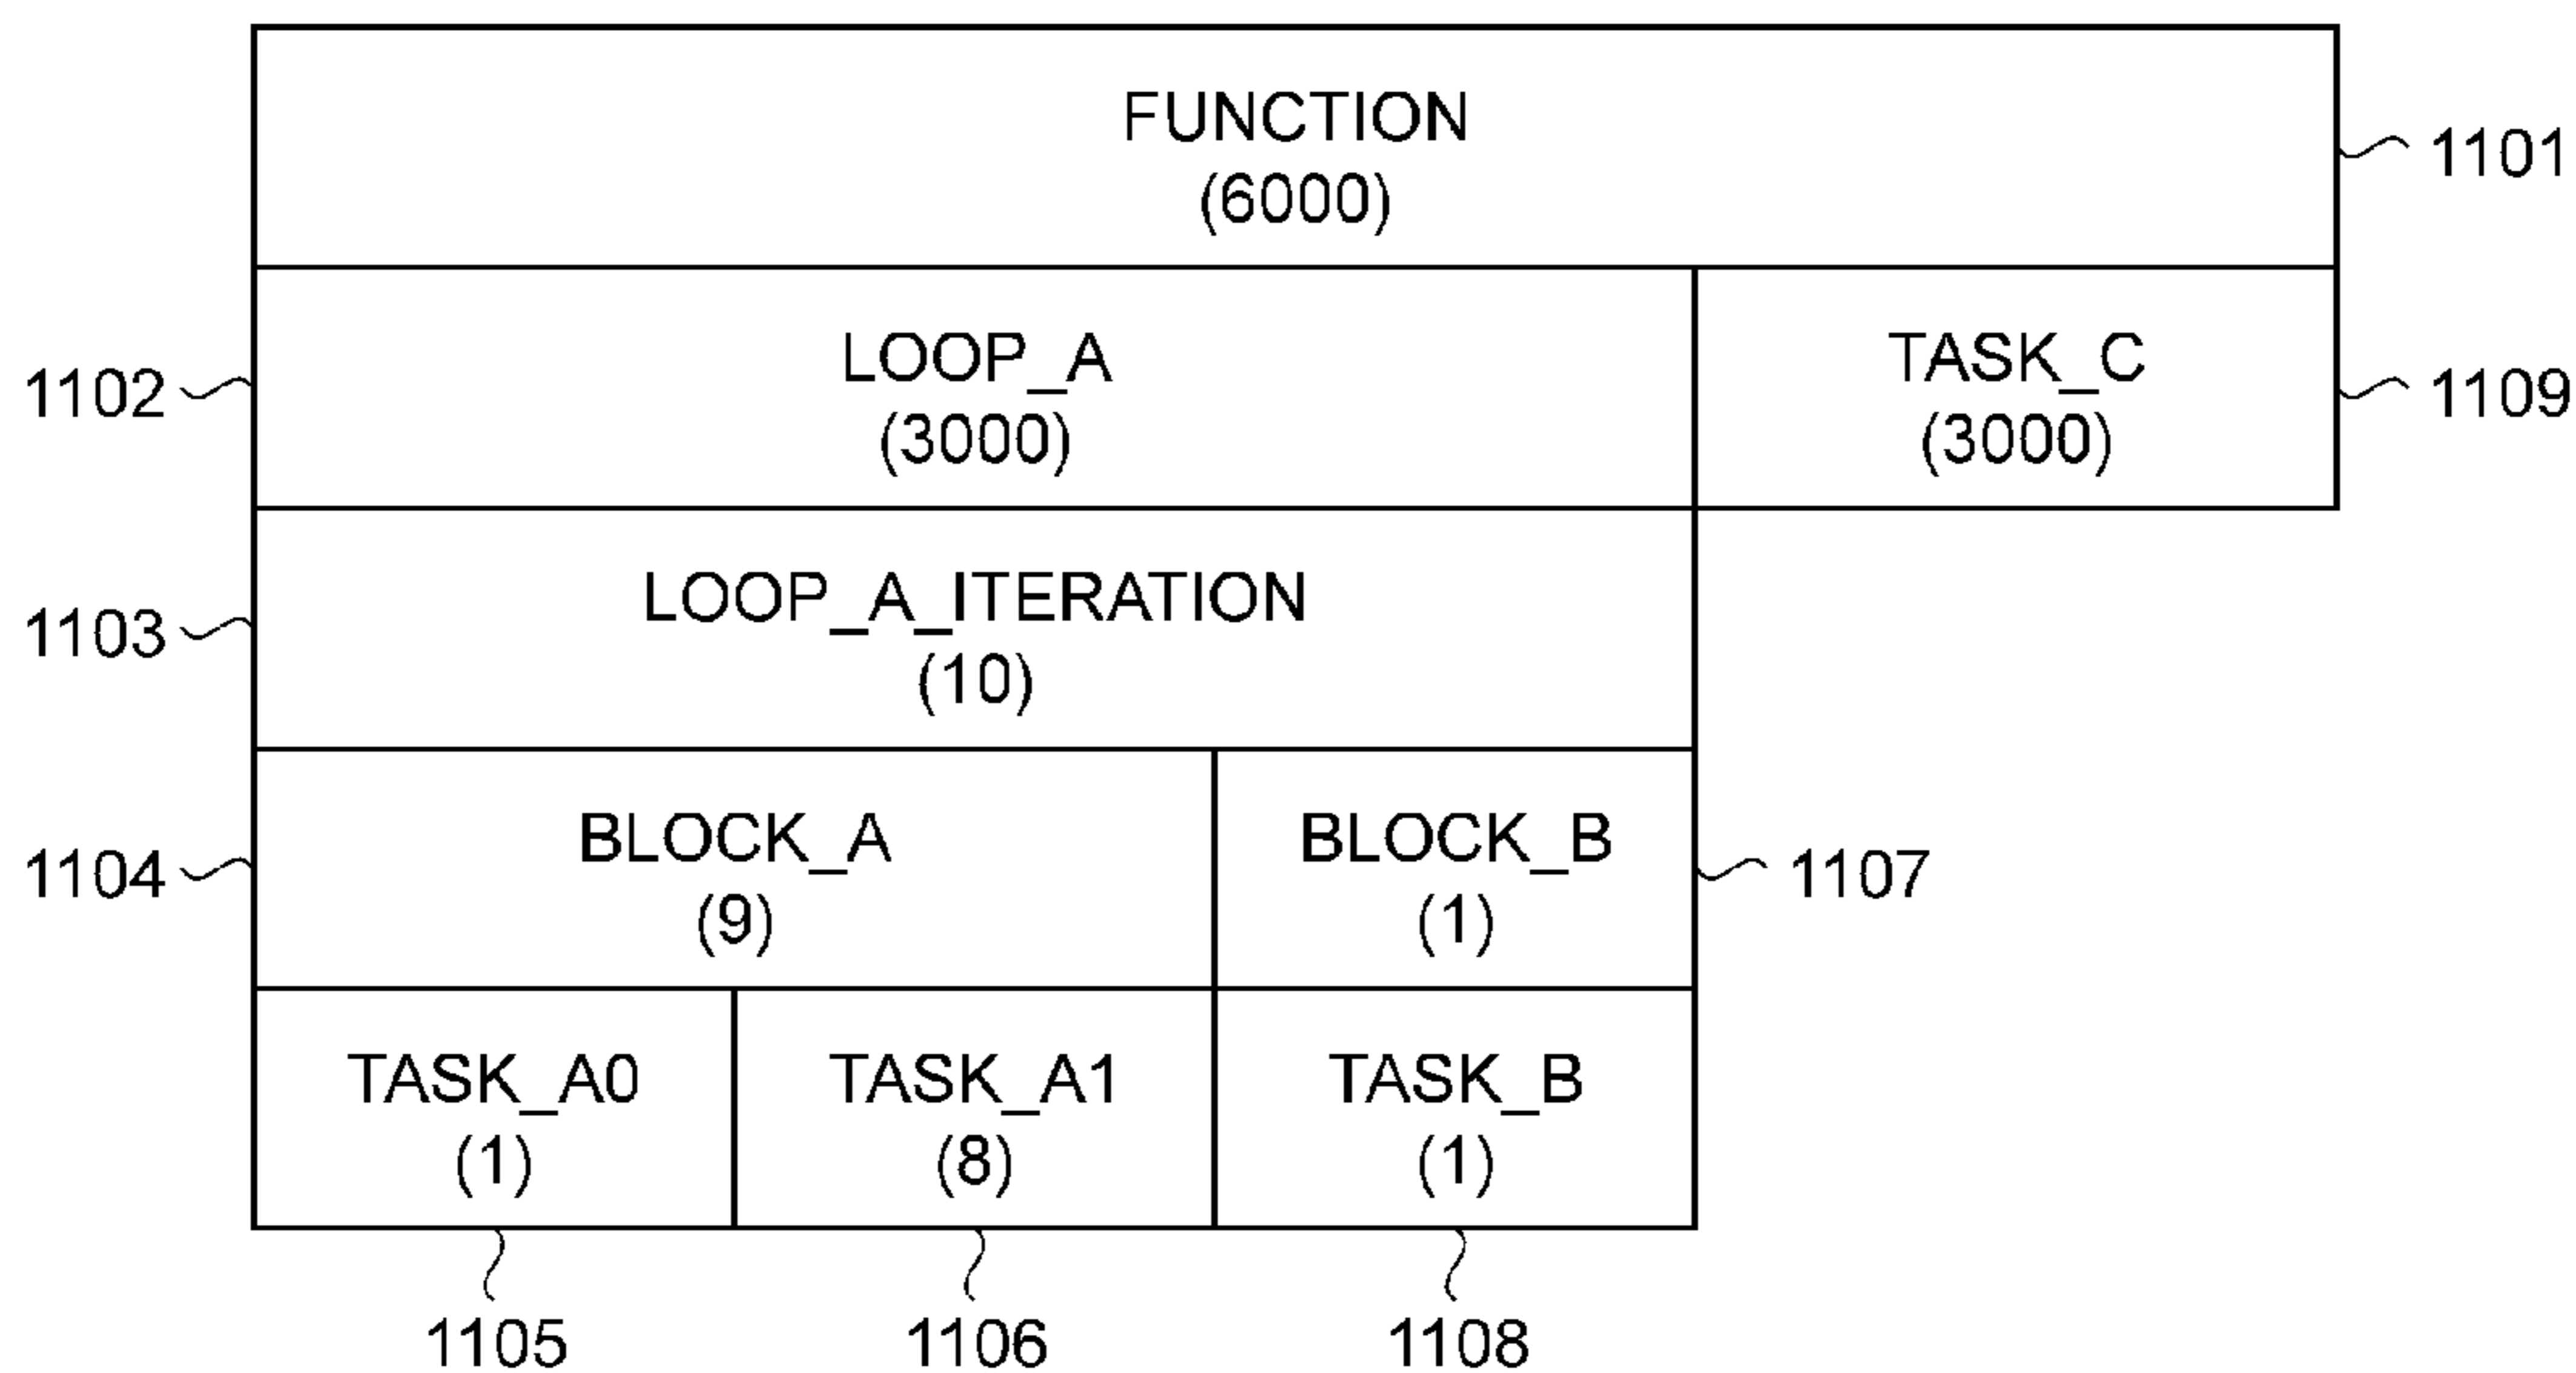 FUNCTION
(6000)
1101
LOOP_A
(3000)
TASK_C
(3000)
1102
1109
LOOP_A_ITERATION
(10)
1103
BLOCK_A
(9)
BLOCK_B
(1)
1104
1107
TASK_A0
(1)
TASK_A1
(8)
TASK_B
(1)
1105
1106
1108